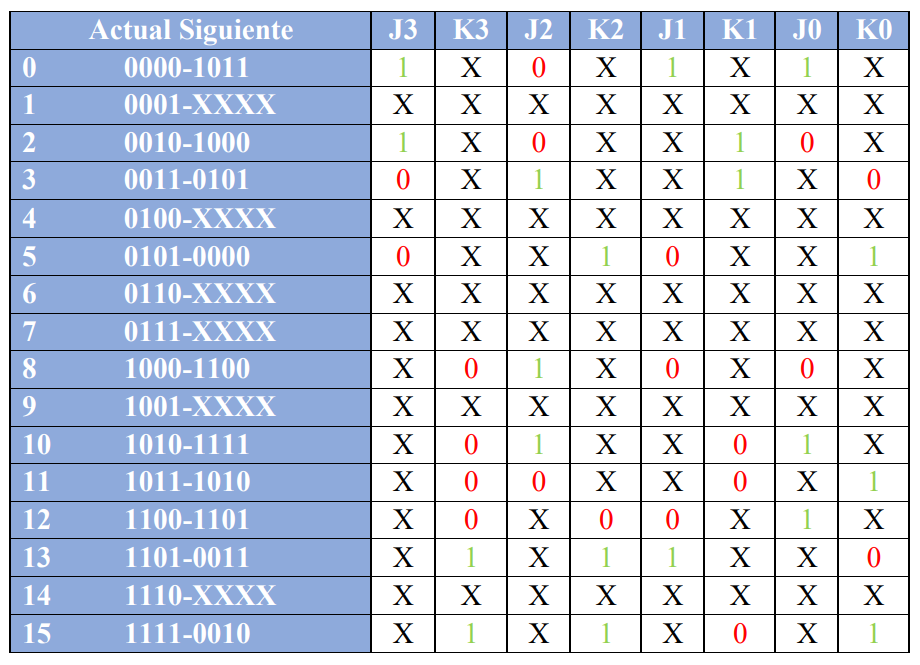 Actual Siguiente J3 K3 J2 K2 J1 K1 J0 K0
0 0000-1011 1 X 0 X 1 X 1 X
1 0001-XXXX X X X X X X X X
2 0010-1000 1 X 0 X X 1 0 X
3 0011-0101 0 X 1 X X 1 X 0
4 0100-XXXX X X X X X X X X
5 0101-0000 0 X X 1 0 X X 1
6 0110-XXXX X X X X X X X X
7 0111-XXXX X X X X X X X X
8 1000-1100 X 0 1 X 0 X 0 X
9 1001-XXXX X X X X X X X X
10 1010-1111 X 0 1 X X 0 1 X
11 1011-1010 X 0 0 X X 0 X 1
12 1100-1101 X 0 X 0 0 X 1 X
13 1101-0011 X 1 X 1 1 X X 0
14 1110-XXXX X X X X X X X X
15 1111-0010 X 1 X 1 X 0 X 1